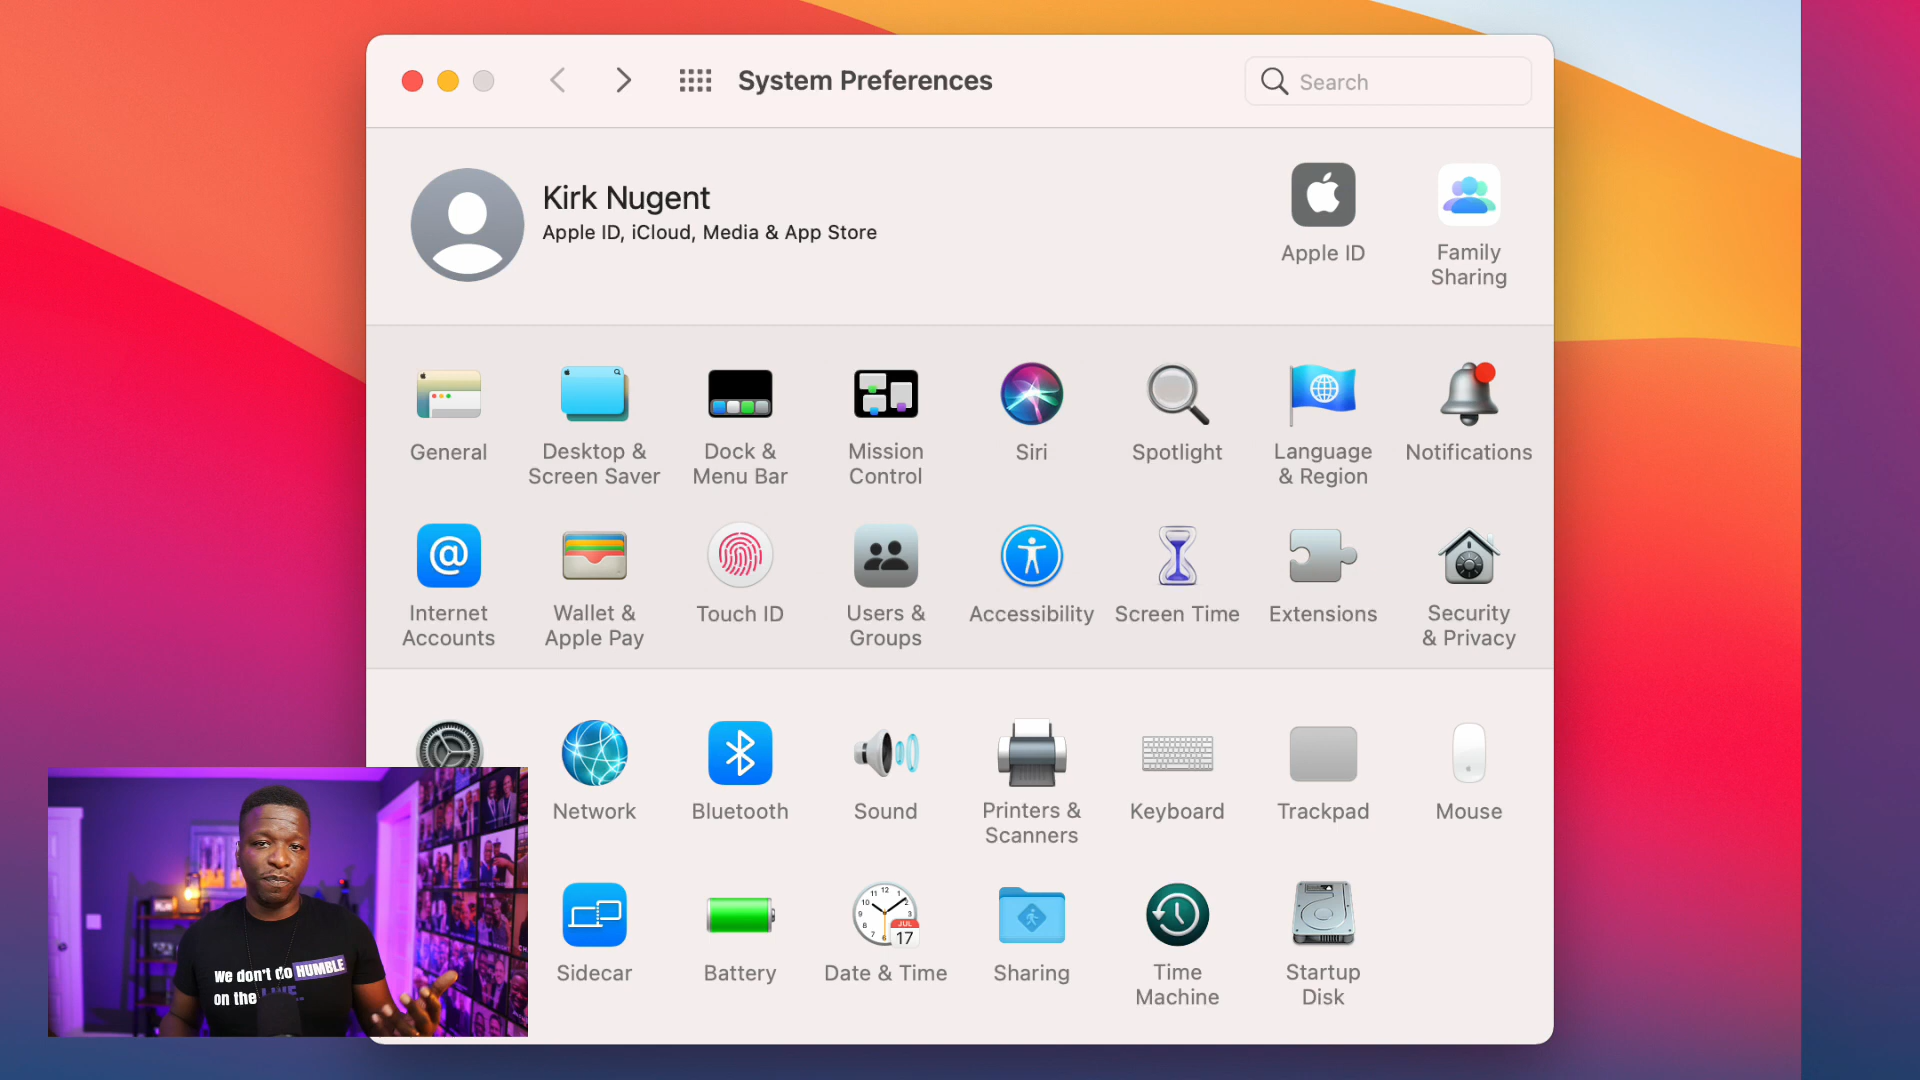 System Preferences
Search
Kirk Nugent
Apple ID, iCloud, Media & App Store
Apple ID
Family
Sharing
General
Desktop &
Screen Saver
Dock &
Menu Bar
Mission
Control
Siri
Spotlight
Language
& Region
Notifications
Internet
Accounts
Wallet &
Apple Pay
Touch ID
Users &
Groups
Accessibility
Screen Time
Extensions
Security
& Privacy
Network
Bluetooth
Sound
Printers &
Scanners
Keyboard
Trackpad
Mouse
Sidecar
Battery
Date & Time
JUL
17
Sharing
Time
Machine
Startup
Disk
We don't do HUMBLE
on the